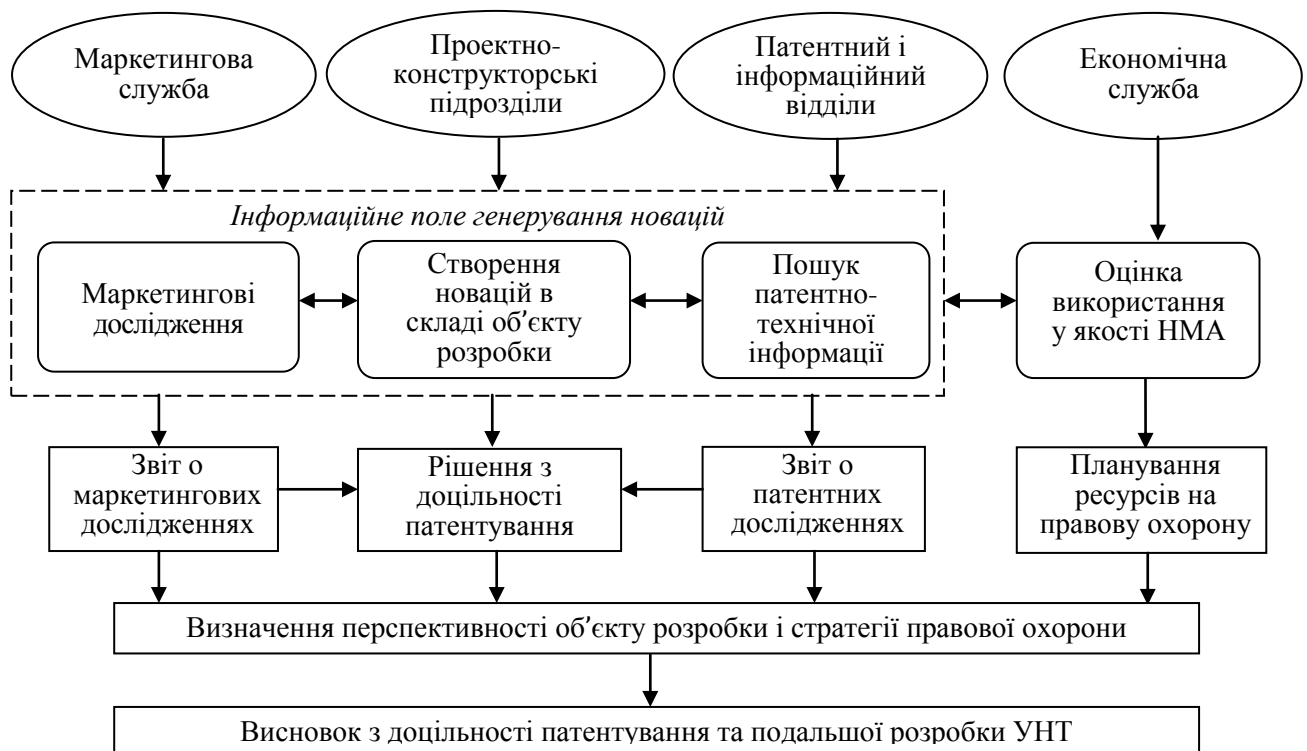 Маркетингова
служба
Проектно-
конструкторські
підрозділи
Патентний і
інформаційний
відділи
Економічна
служба
Інформаційне поле генерування новацій
Маркетингові
дослідження
Створення
новацій в
складі об’єкту
розробки
Пошук
патентно-
технічної
інформації
Оцінка
використання
у якості НМА
Звіт о
маркетингових
дослідженнях
Рішення з
доцільності
патентування
Звіт о
патентних
дослідженнях
Планування
ресурсів на
правову охорону
Визначення перспективності об’єкту розробки і стратегії правової охорони
Висновок з доцільності патентування та подальшої розробки УНТ